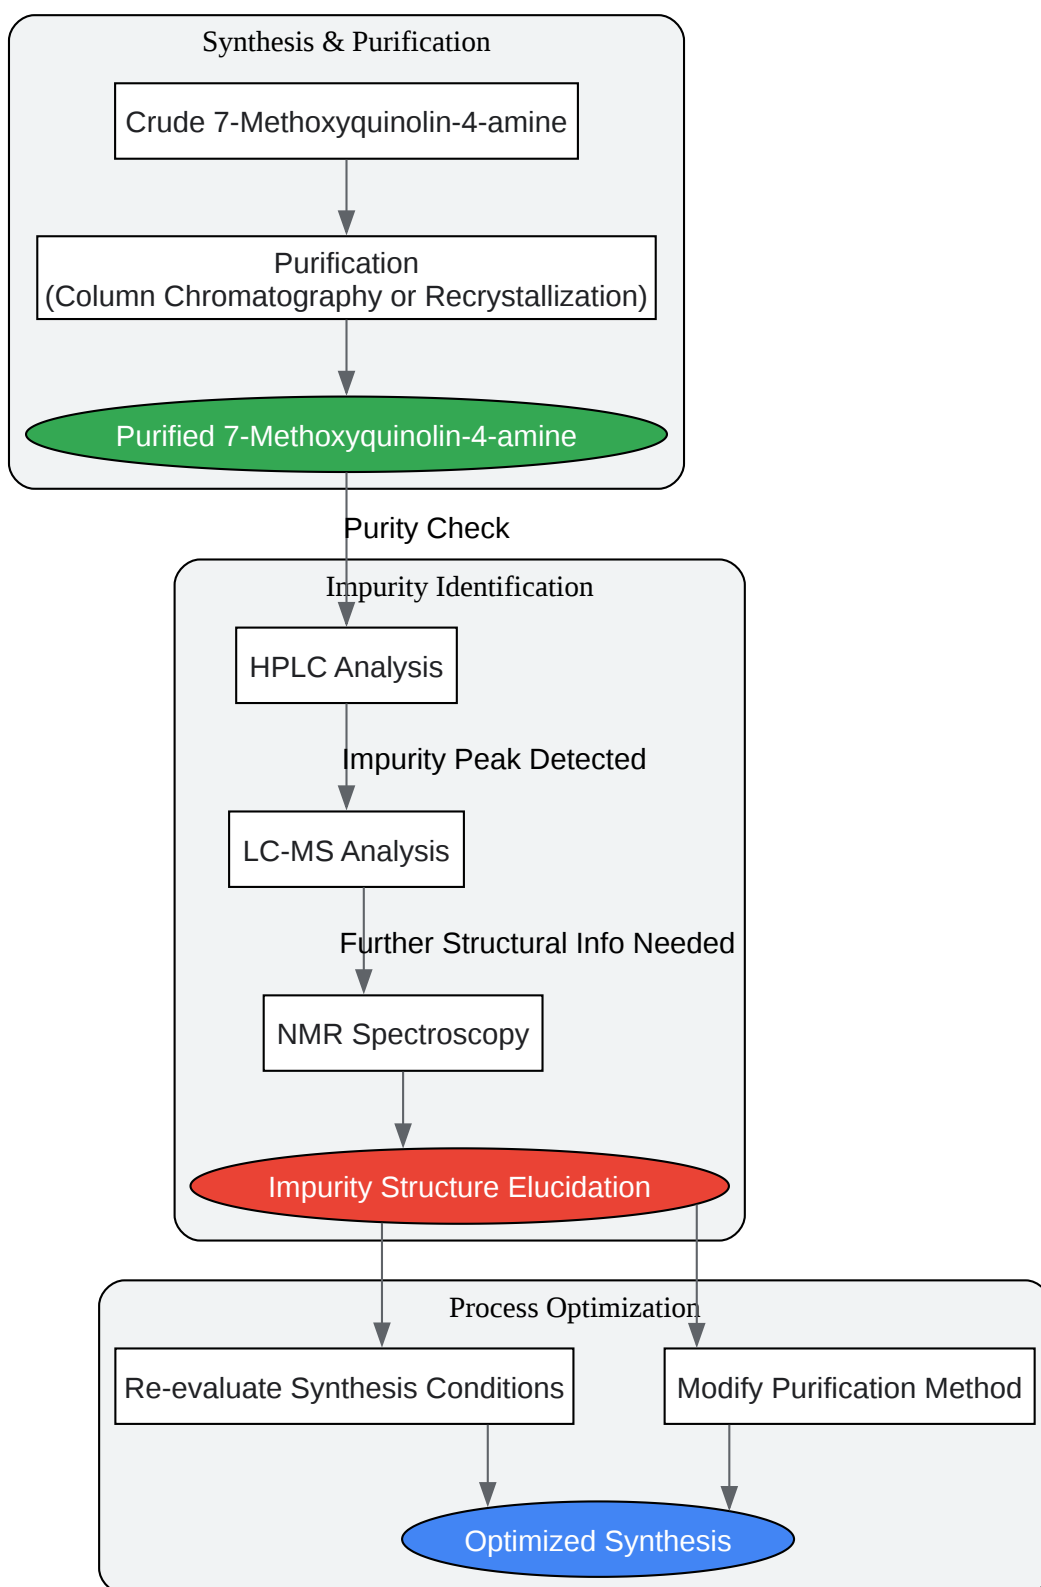 Synthesis & Purification
Crude 7-Methoxyquinolin-4-amine
Purification
(Column Chromatography or Recrystallization)
Purified 7-Methoxyquinolin-4-amine
Purity Check
Impurity Identification
HPLC Analysis
Impurity Peak Detected
LC-MS Analysis
Further Structural Info Needed
NMR Spectroscopy
Impurity Structure Elucidation
Process Optimization
Re-evaluate Synthesis Conditions
Modify Purification Method
Optimized Synthesis